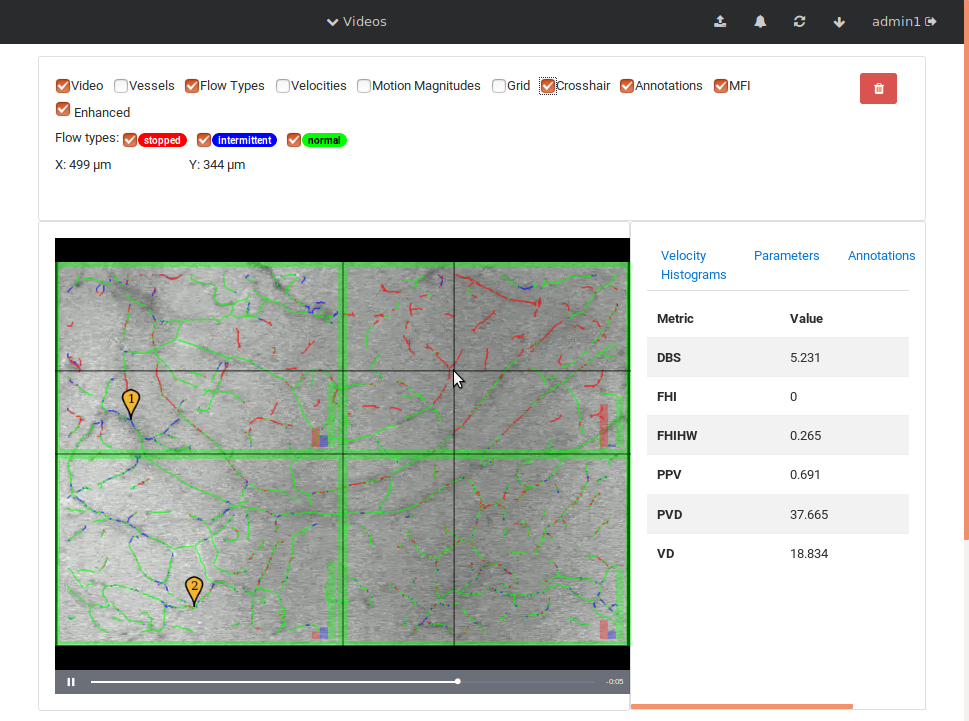 Videos admin1
Video Vessels Flow Types Velocities Motion Magnitudes Grid Crosshair Annotations MFI
Enhanced
Flow types: stopped intermittent normal
X: 499 µm Y: 344 µm
Velocity Histograms Parameters Annotations
Metric Value
DBS 5.231
FHI 0
FHIHW 0.265
PPV 0.691
PVD 37.665
VD 18.834
1
2
-0:05